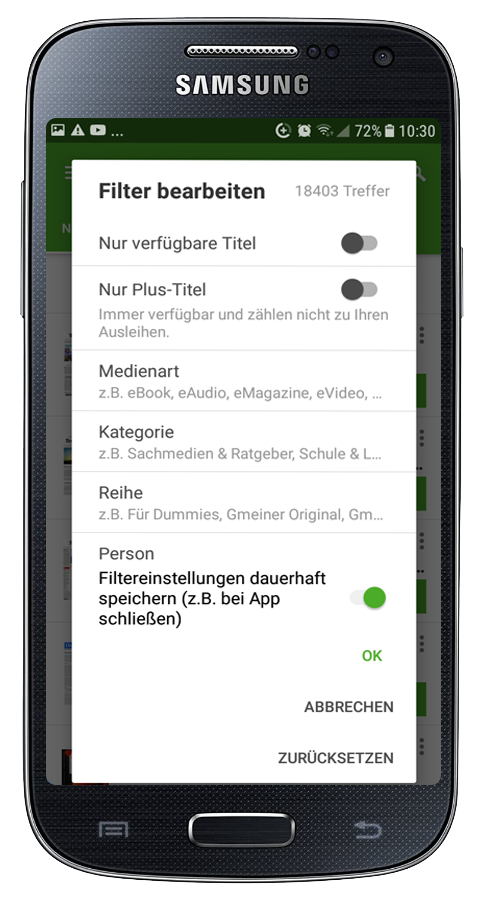 SAMSUNG
... 72% 10:30
N
Filter bearbeiten 18403 Treffer
Nur verfügbare Titel
Nur Plus-Titel
Immer verfügbar und zählen nicht zu Ihren
Ausleihen.
Medienart
z.B. eBook, eAudio, eMagazine, eVideo, ...
Kategorie
z.B. Sachmedien & Ratgeber, Schule & L...
Reihe
z.B. Für Dummies, Gmeiner Original, Gm...
Person
Filtereinstellungen dauerhaft
speichern (z.B. bei App
schließen)
OK
ABBRECHEN
ZURÜCKSETZEN